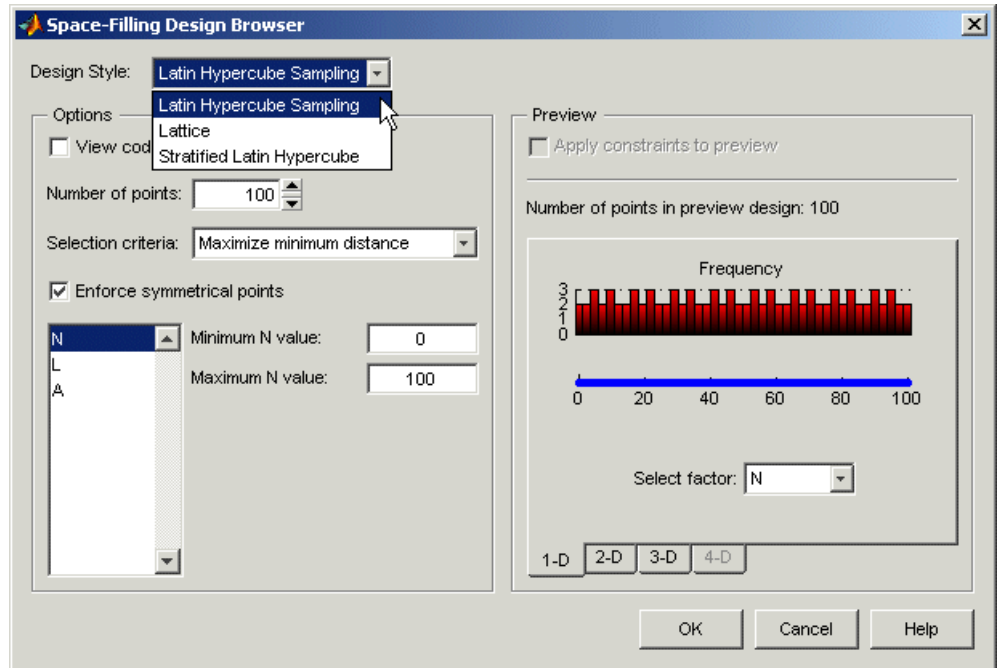 Space-Filling Design Browser
Design Style: Latin Hypercube Sampling
Latin Hypercube Sampling
Lattice
Stratified Latin Hypercube
Options
View cod
Number of points: 100
Selection criteria: Maximize minimum distance
Enforce symmetrical points
N
L
A
Minimum N value: 0
Maximum N value: 100
Preview
Apply constraints to preview
Number of points in preview design: 100
Frequency
3
2
1
0
0 20 40 60 80 100
Select factor: N
1-D 2-D 3-D 4-D
OK Cancel Help